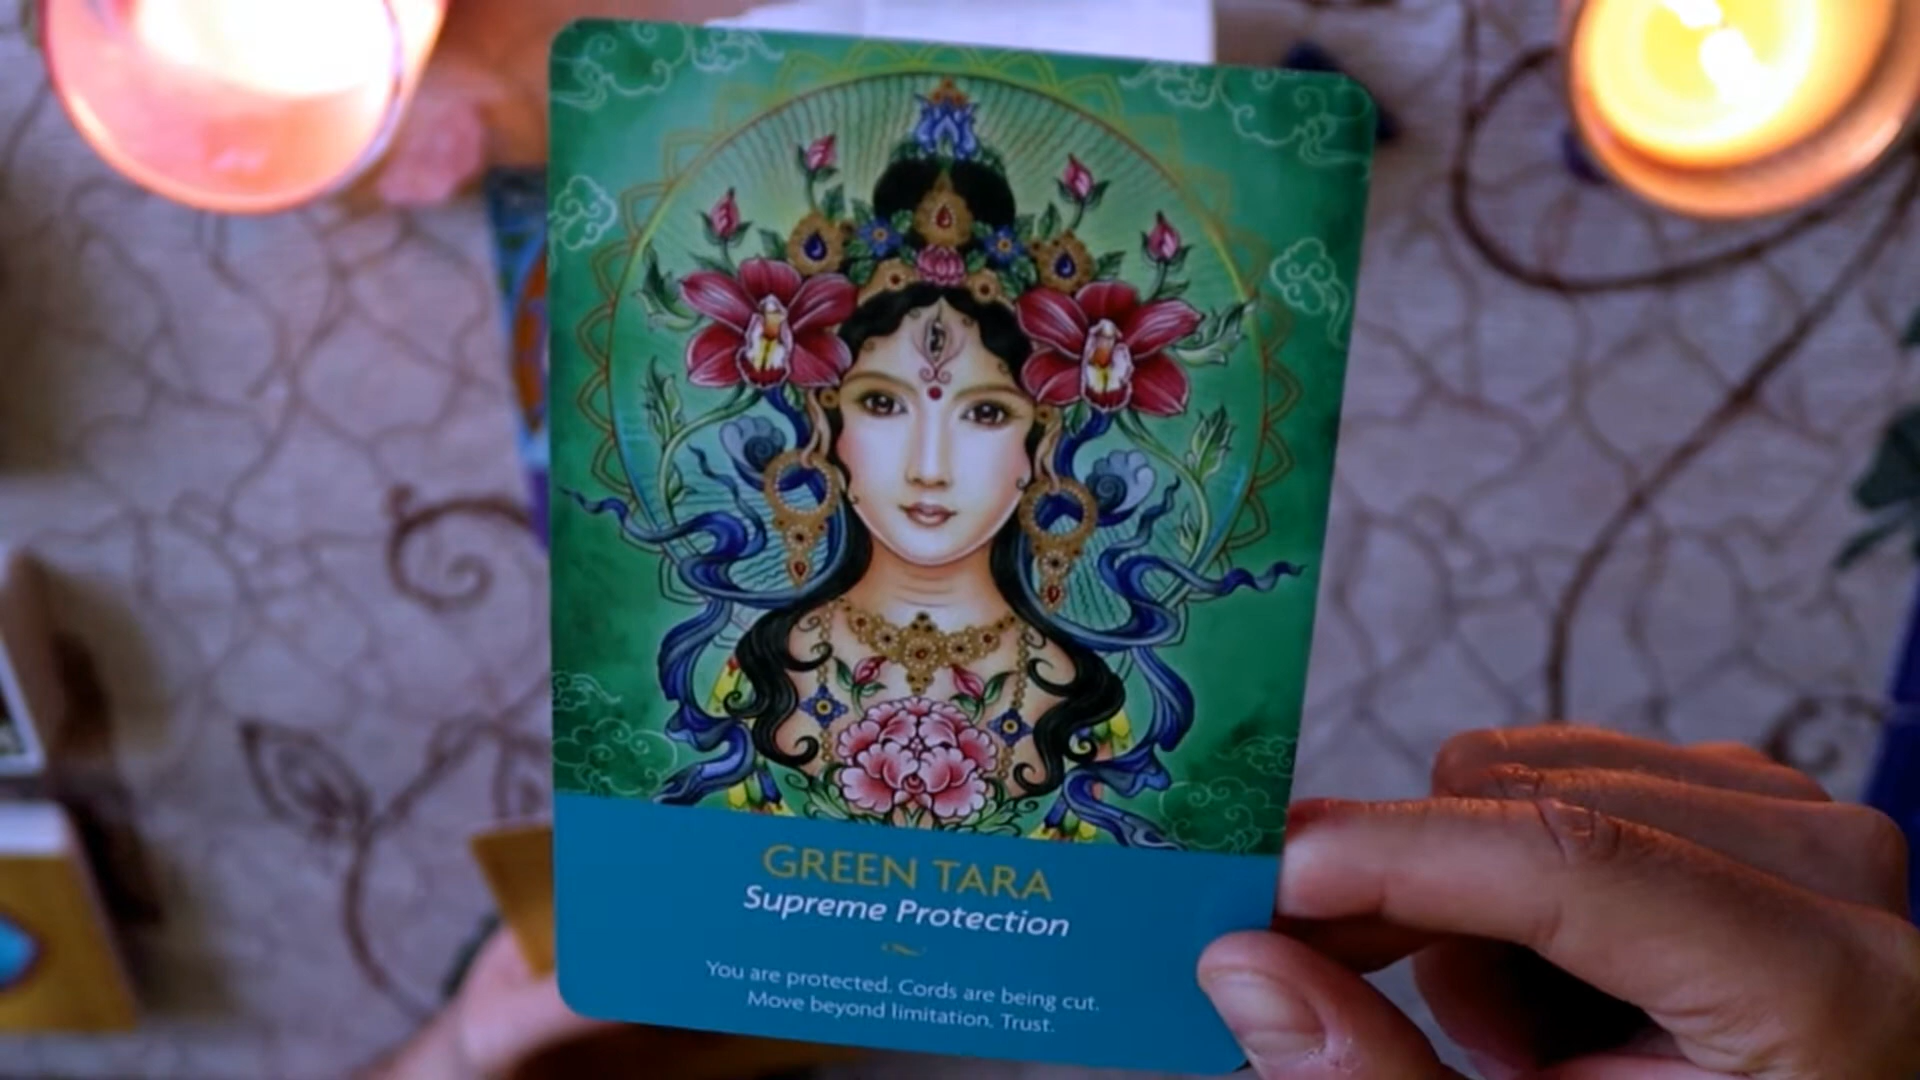 GREEN TARA
Supreme Protection
You are protected. Cords are being cut.
Move beyond limitation. Trust.